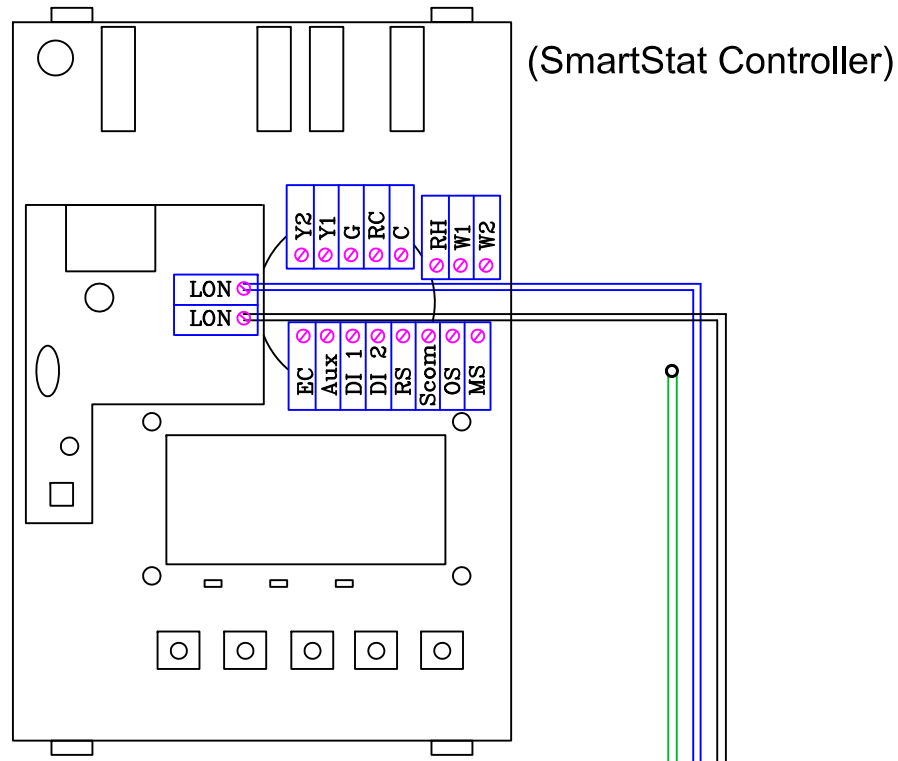 (SmartStat Controller)
Y2
Y1
G
RC
C
RH
W1
W2
LON
LON
EC
Aux
DI 1
DI 2
RS
Scom
OS
MS